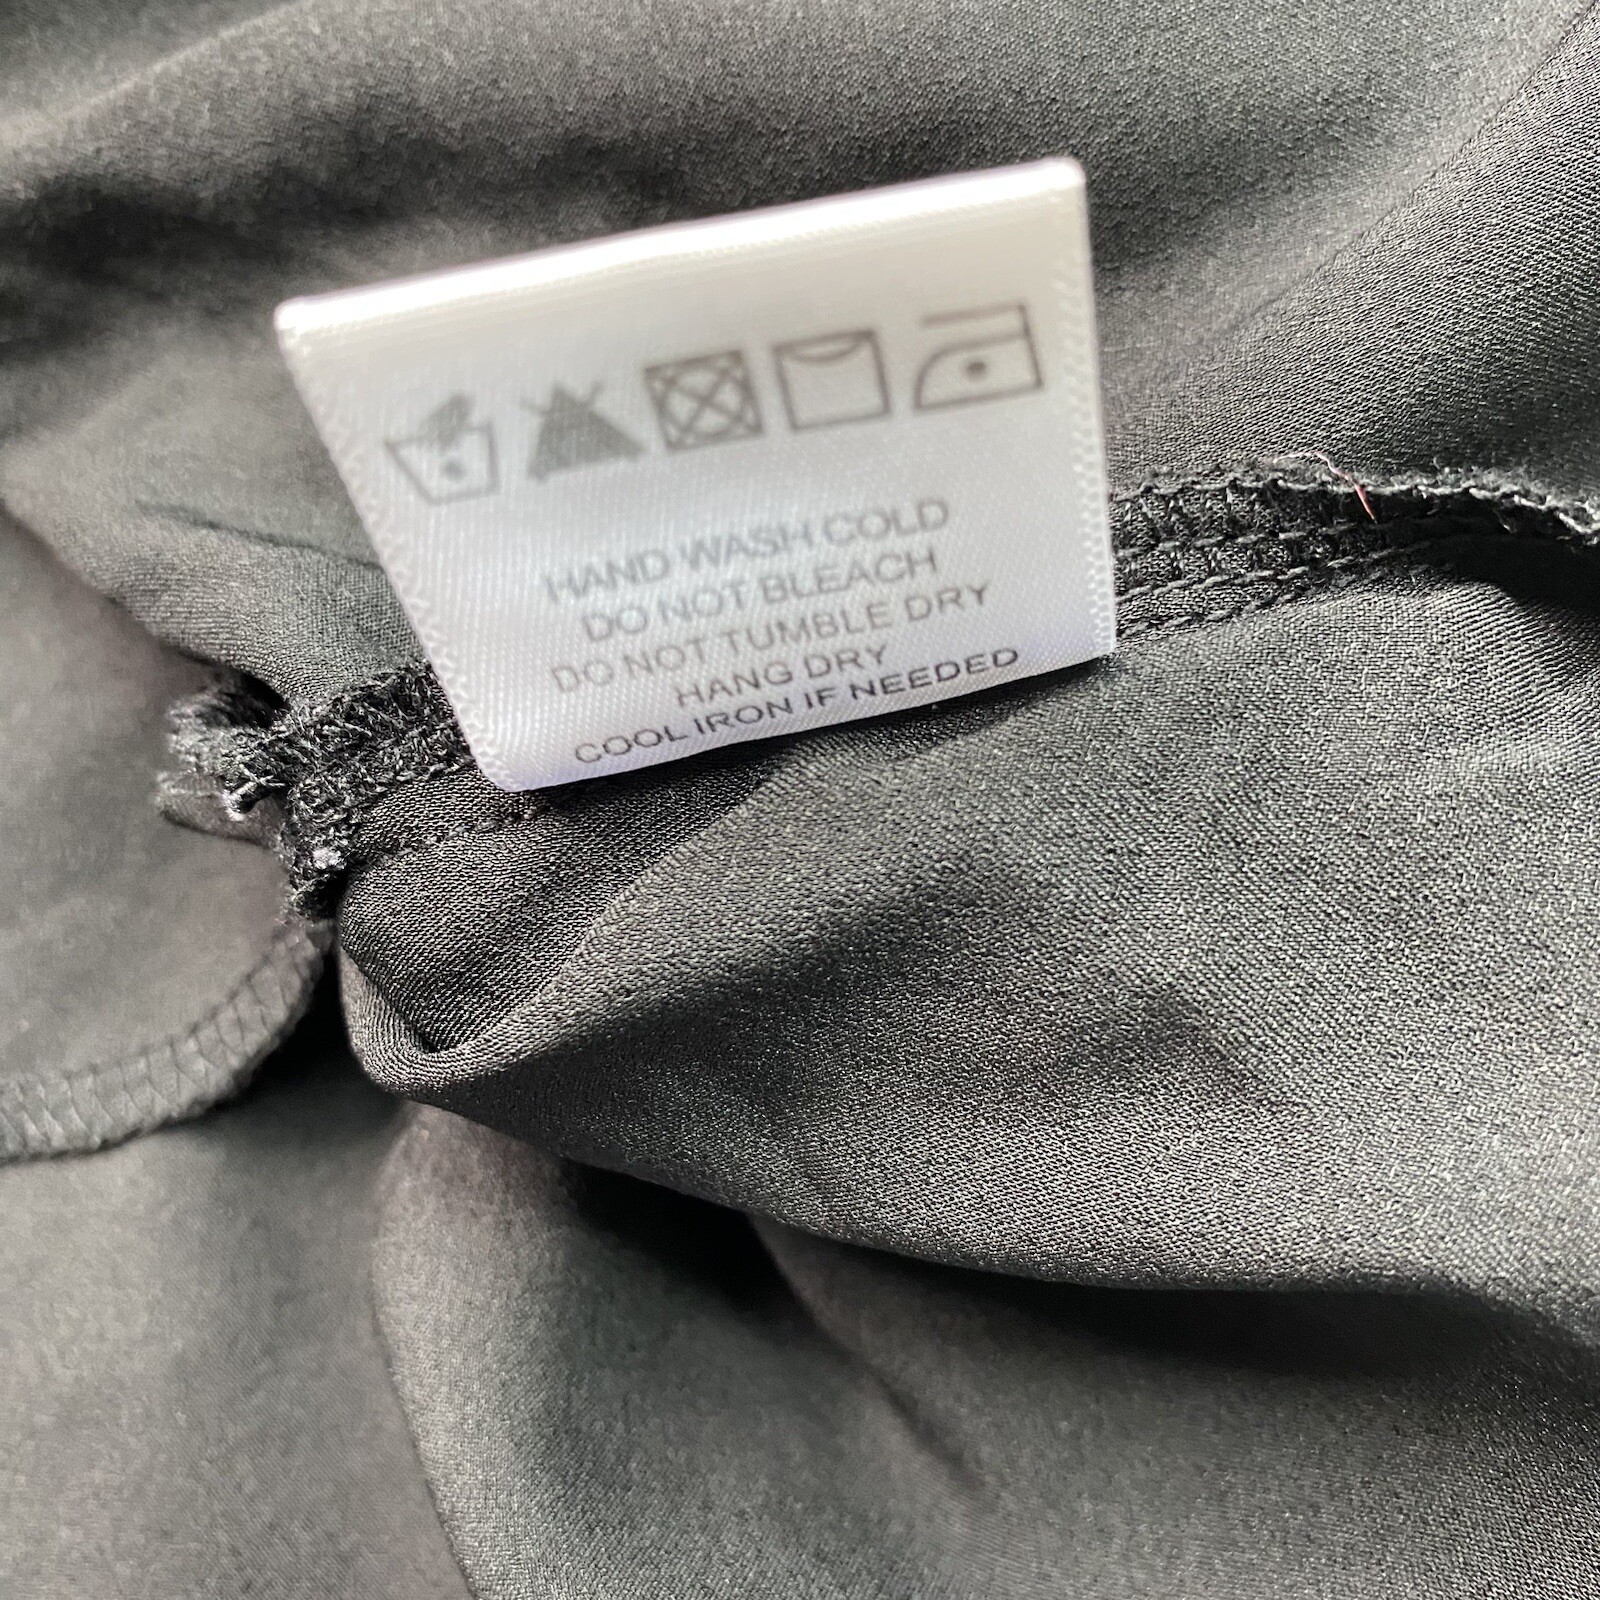 HAND WASH COLD
DO NOT BLEACH
DO NOT TUMBLE DRY
HANG DRY
COOL IRON IF NEEDED